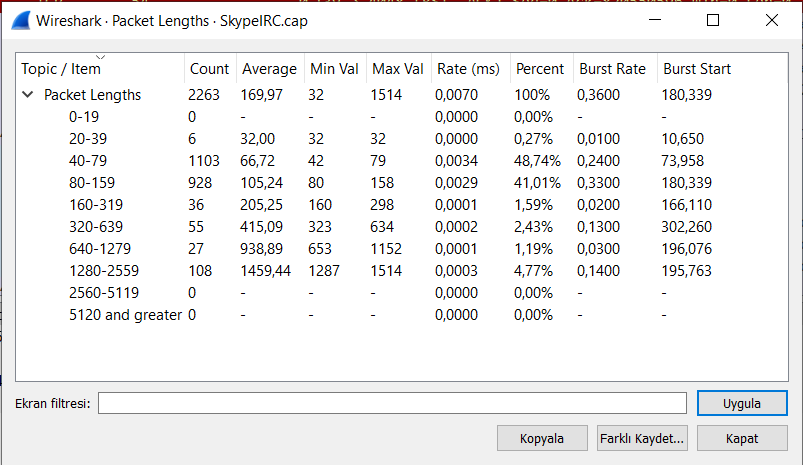 Wireshark · Packet Lengths · SkypeIRC.cap
Topic / Item Count Average Min Val Max Val Rate (ms) Percent Burst Rate Burst Start
Packet Lengths 2263 169,97 32 1514 0,0070 100% 0,3600 180,339
0-19 0 - - - 0,0000 0,00% - -
20-39 6 32,00 32 32 0,0000 0,27% 0,0100 10,650
40-79 1103 66,72 42 79 0,0034 48,74% 0,2400 73,958
80-159 928 105,24 80 158 0,0029 41,01% 0,3300 180,339
160-319 36 205,25 160 298 0,0001 1,59% 0,0200 166,110
320-639 55 415,09 323 634 0,0002 2,43% 0,1300 302,260
640-1279 27 938,89 653 1152 0,0001 1,19% 0,0300 196,076
1280-2559 108 1459,44 1287 1514 0,0003 4,77% 0,1400 195,763
2560-5119 0 - - - 0,0000 0,00% - -
5120 and greater 0 - - - 0,0000 0,00% - -
Ekran filtresi: Uygula
Kopyala Farklı Kaydet... Kapat